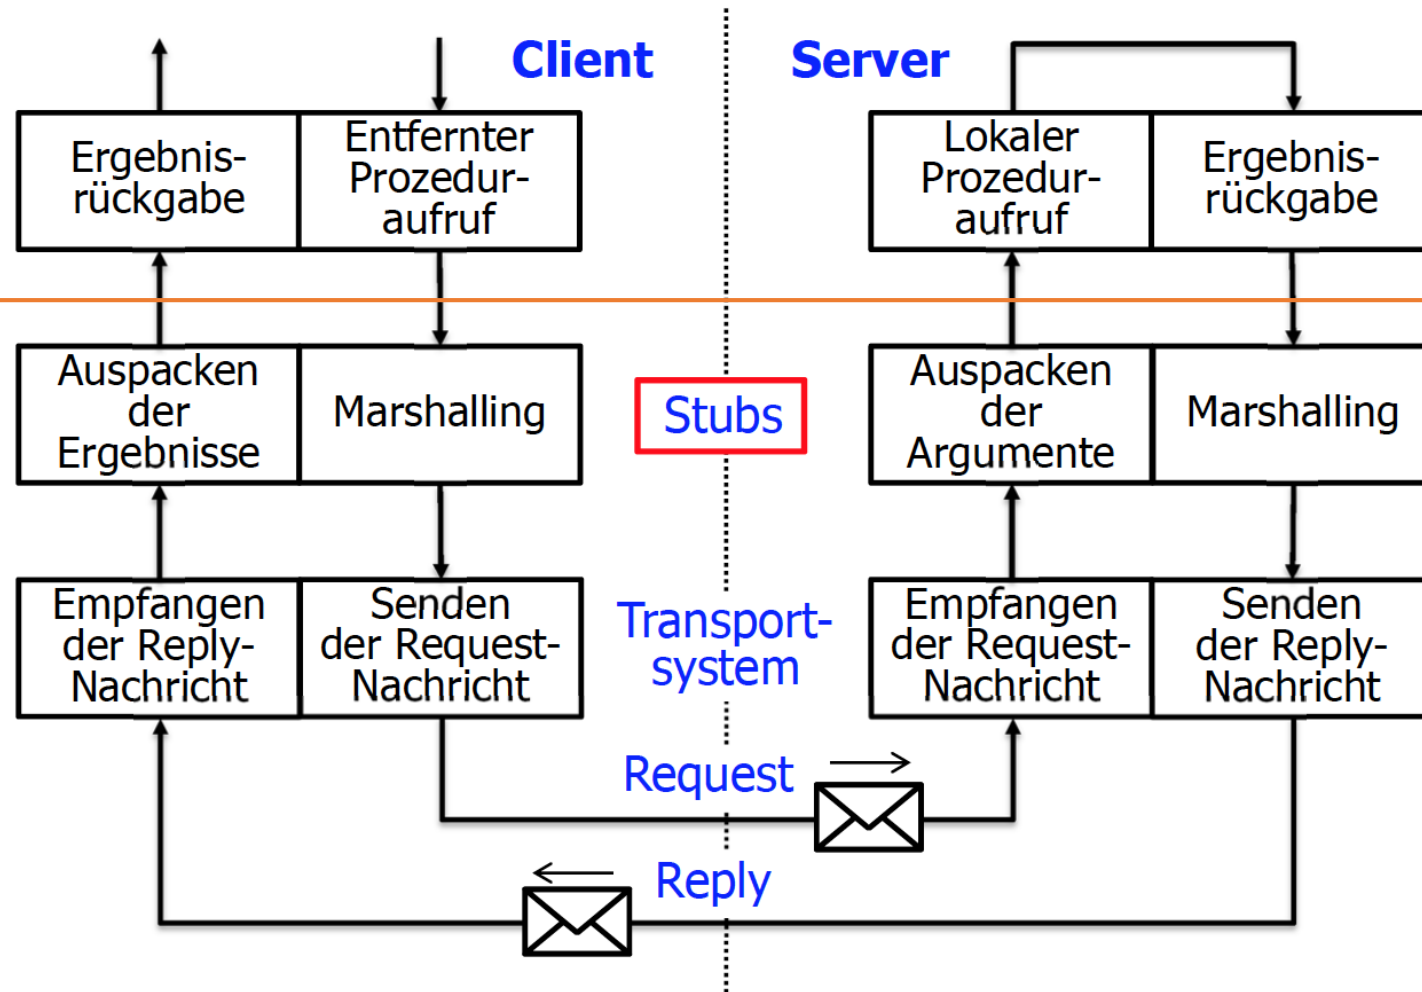 Client
Server
Ergebnis-
rückgabe
Entfernter
Prozedur-
aufruf
Lokaler
Prozedur-
aufruf
Ergebnis-
rückgabe
Auspacken
der
Ergebnisse
Marshalling
Stubs
Auspacken
der
Argumente
Marshalling
Empfangen
der Reply-
Nachricht
Senden
der Request-
Nachricht
Transport-
system
Empfangen
der Request-
Nachricht
Senden
der Reply-
Nachricht
Request
Reply